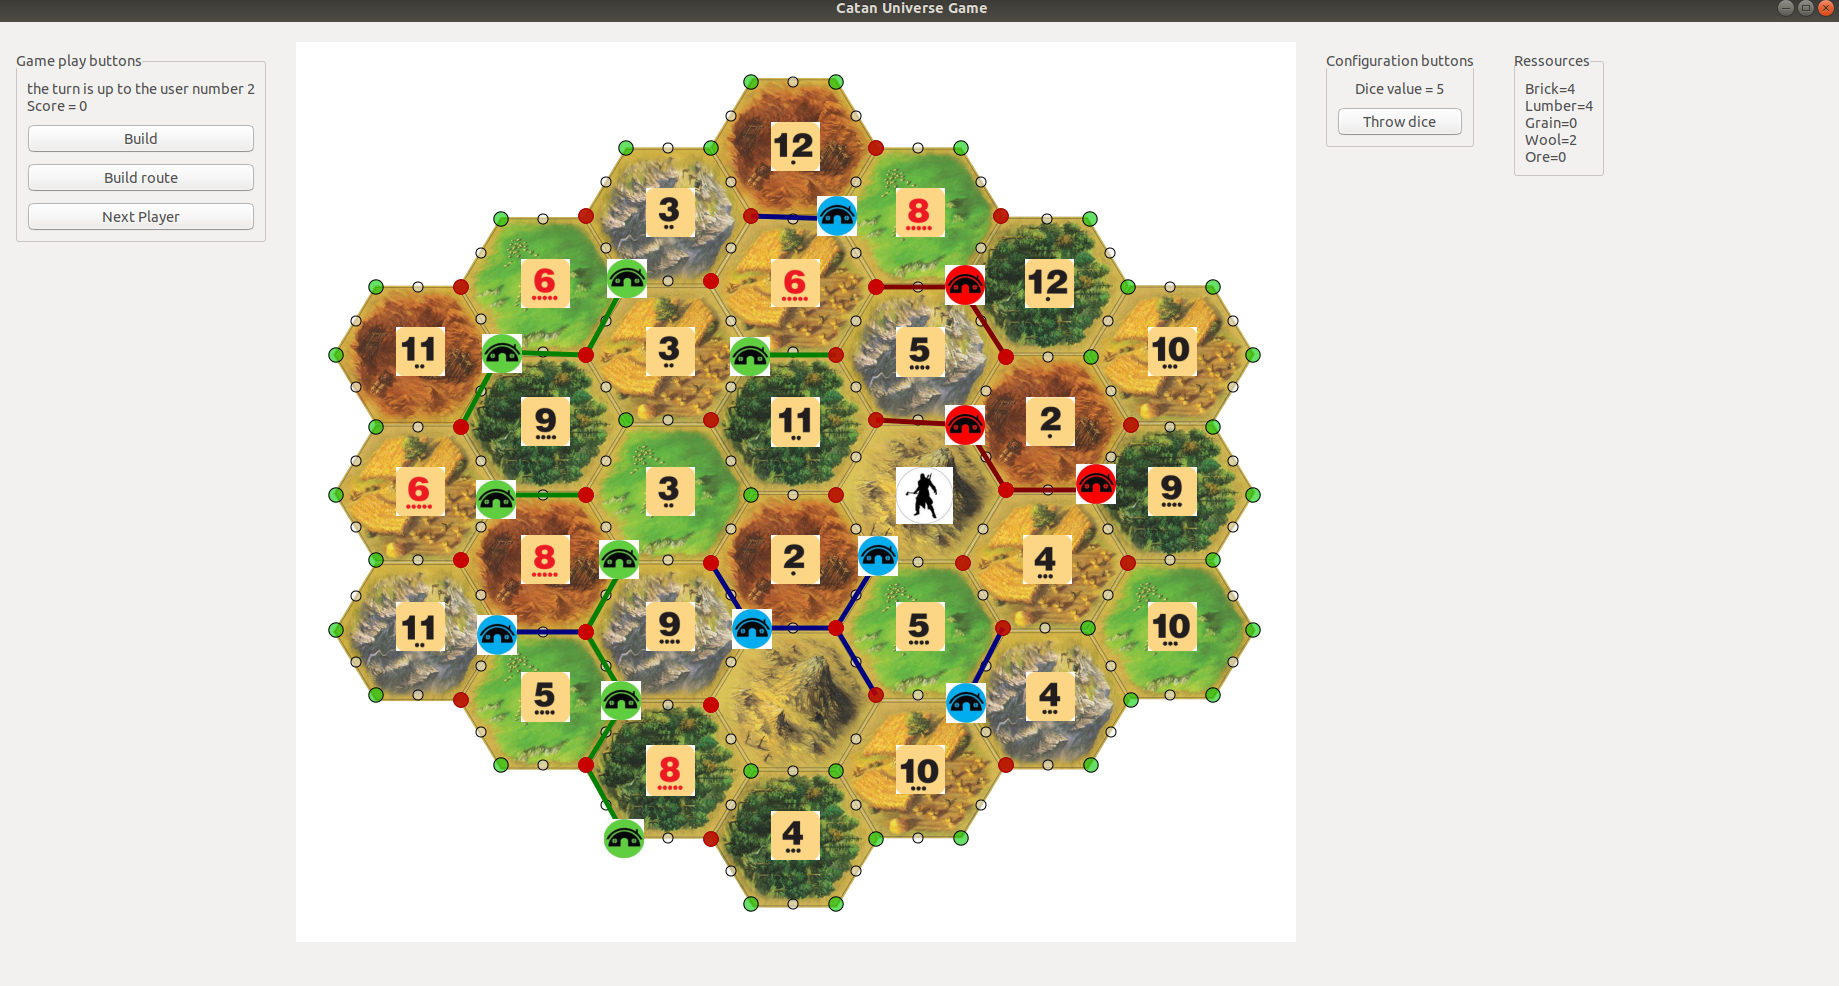 Catan Universe Game
Game play buttons
the turn is up to the user number 2
Score = 0
Build
Build route
Next Player
Configuration buttons
Dice value = 5
Throw dice
Ressources
Brick=4
Lumber=4
Grain=0
Wool=2
Ore=0
12
3
8
6
6
12
11
3
5
10
9
11
2
6
3
9
8
2
4
11
9
5
10
5
4
8
10
4